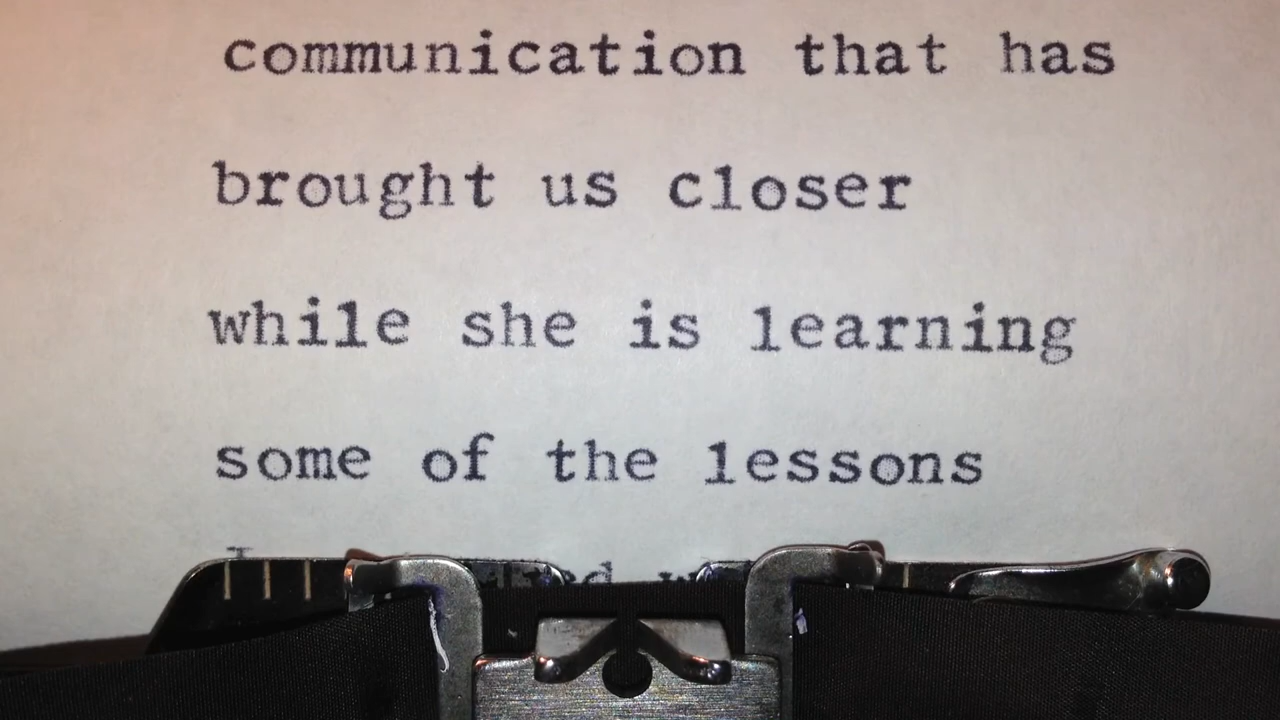 communication that has
brought us closer
while she is learning
some of the lessons
I